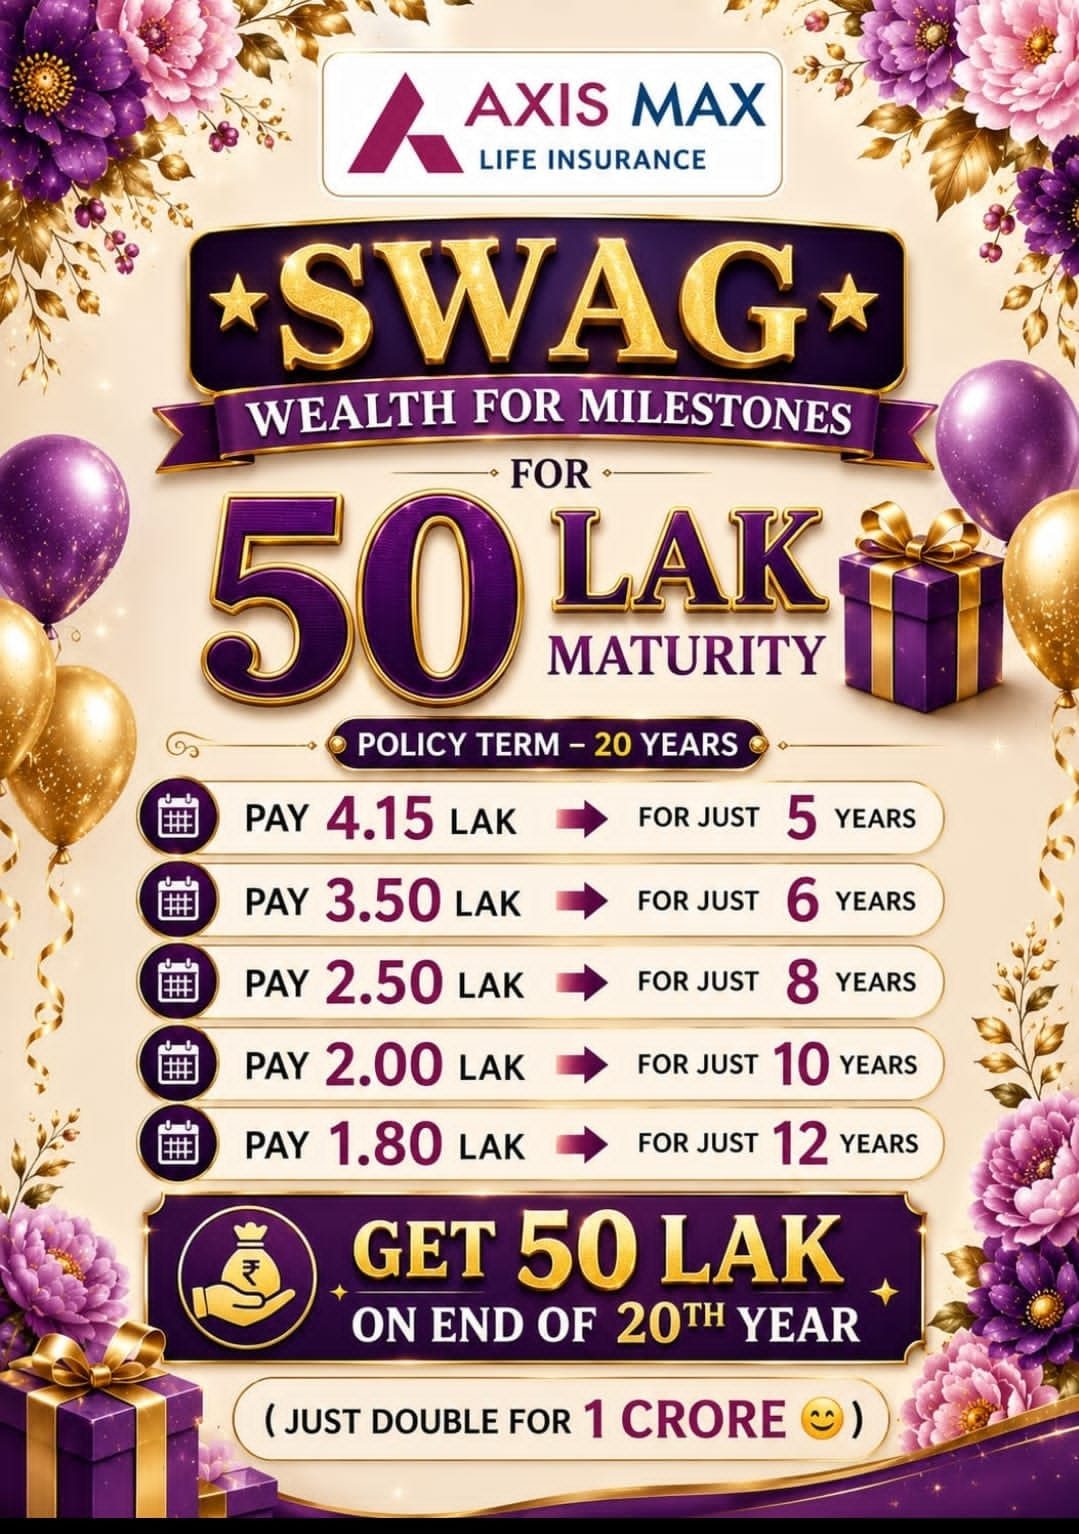 AXIS MAX
LIFE INSURANCE
SWAG
WEALTH FOR MILESTONES
FOR
50 LAK
MATURITY
POLICY TERM – 20 YEARS
PAY 4.15 LAK FOR JUST 5 YEARS
PAY 3.50 LAK FOR JUST 6 YEARS
PAY 2.50 LAK FOR JUST 8 YEARS
PAY 2.00 LAK FOR JUST 10 YEARS
PAY 1.80 LAK FOR JUST 12 YEARS
₹
GET 50 LAK
ON END OF 20TH YEAR
( JUST DOUBLE FOR 1 CRORE 😊 )